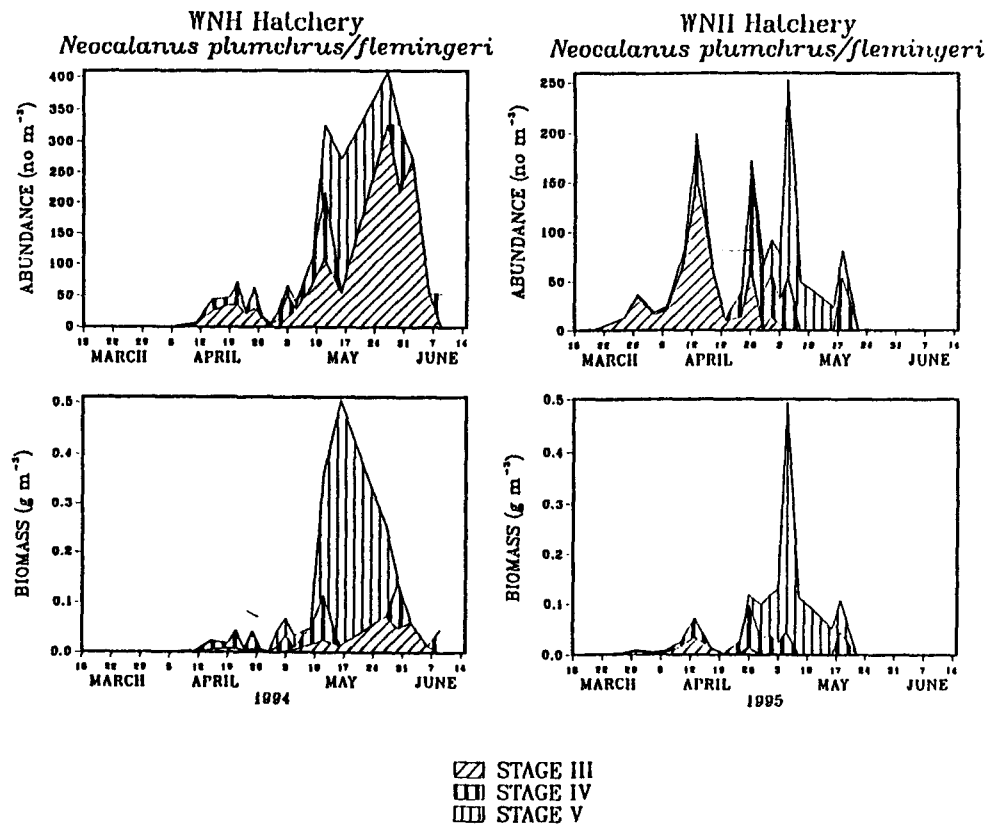 WNH Hatchery
Neocalanus plumchrus/flemingeri
ABUNDANCE (no m⁻³)
400
350
300
250
200
150
100
50
0
MARCH APRIL MAY JUNE
WNH Hatchery
Neocalanus plumchrus/flemingeri
ABUNDANCE (no m⁻³)
250
200
150
100
50
0
MARCH APRIL MAY JUNE
BIOMASS (g m⁻³)
0.5
0.4
0.3
0.2
0.1
0.0
MARCH APRIL MAY JUNE
1994
BIOMASS (g m⁻³)
0.5
0.4
0.3
0.2
0.1
0.0
MARCH APRIL MAY JUNE
1995
STAGE III
STAGE IV
STAGE V